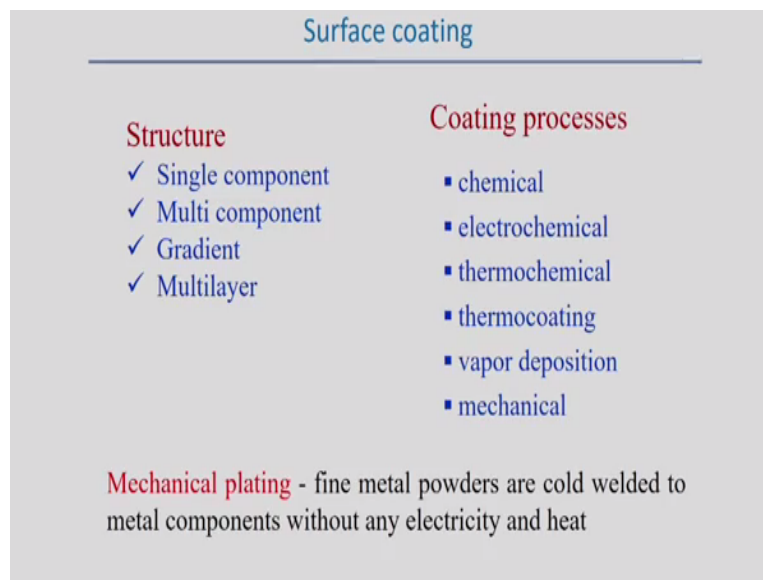 Surface coating
Structure
✓ Single component
✓ Multi component
✓ Gradient
✓ Multilayer
Coating processes
▪ chemical
▪ electrochemical
▪ thermochemical
▪ thermocoating
▪ vapor deposition
▪ mechanical
Mechanical plating - fine metal powders are cold welded to
metal components without any electricity and heat